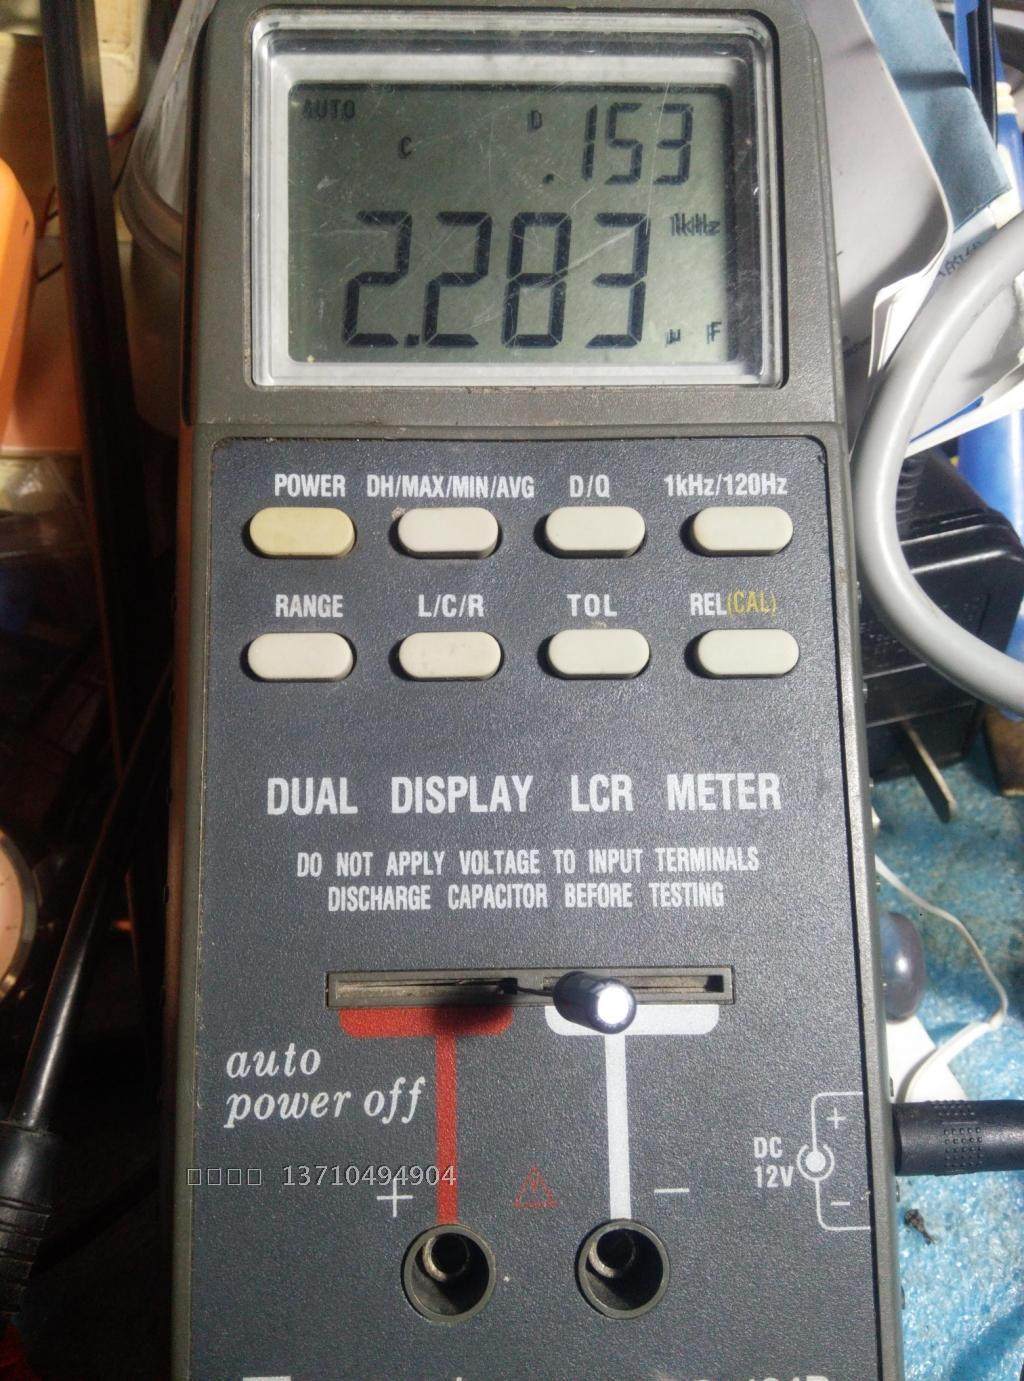 AUTO
D .153
C
2.283 1kHz
μ F
POWER DH/MAX/MIN/AVG D/Q 1kHz/120Hz
RANGE L/C/R TOL REL(CAL)
DUAL DISPLAY LCR METER
DO NOT APPLY VOLTAGE TO INPUT TERMINALS
DISCHARGE CAPACITOR BEFORE TESTING
auto
power off
DC
12V
+
−
□□□□ 13710494904
+ −